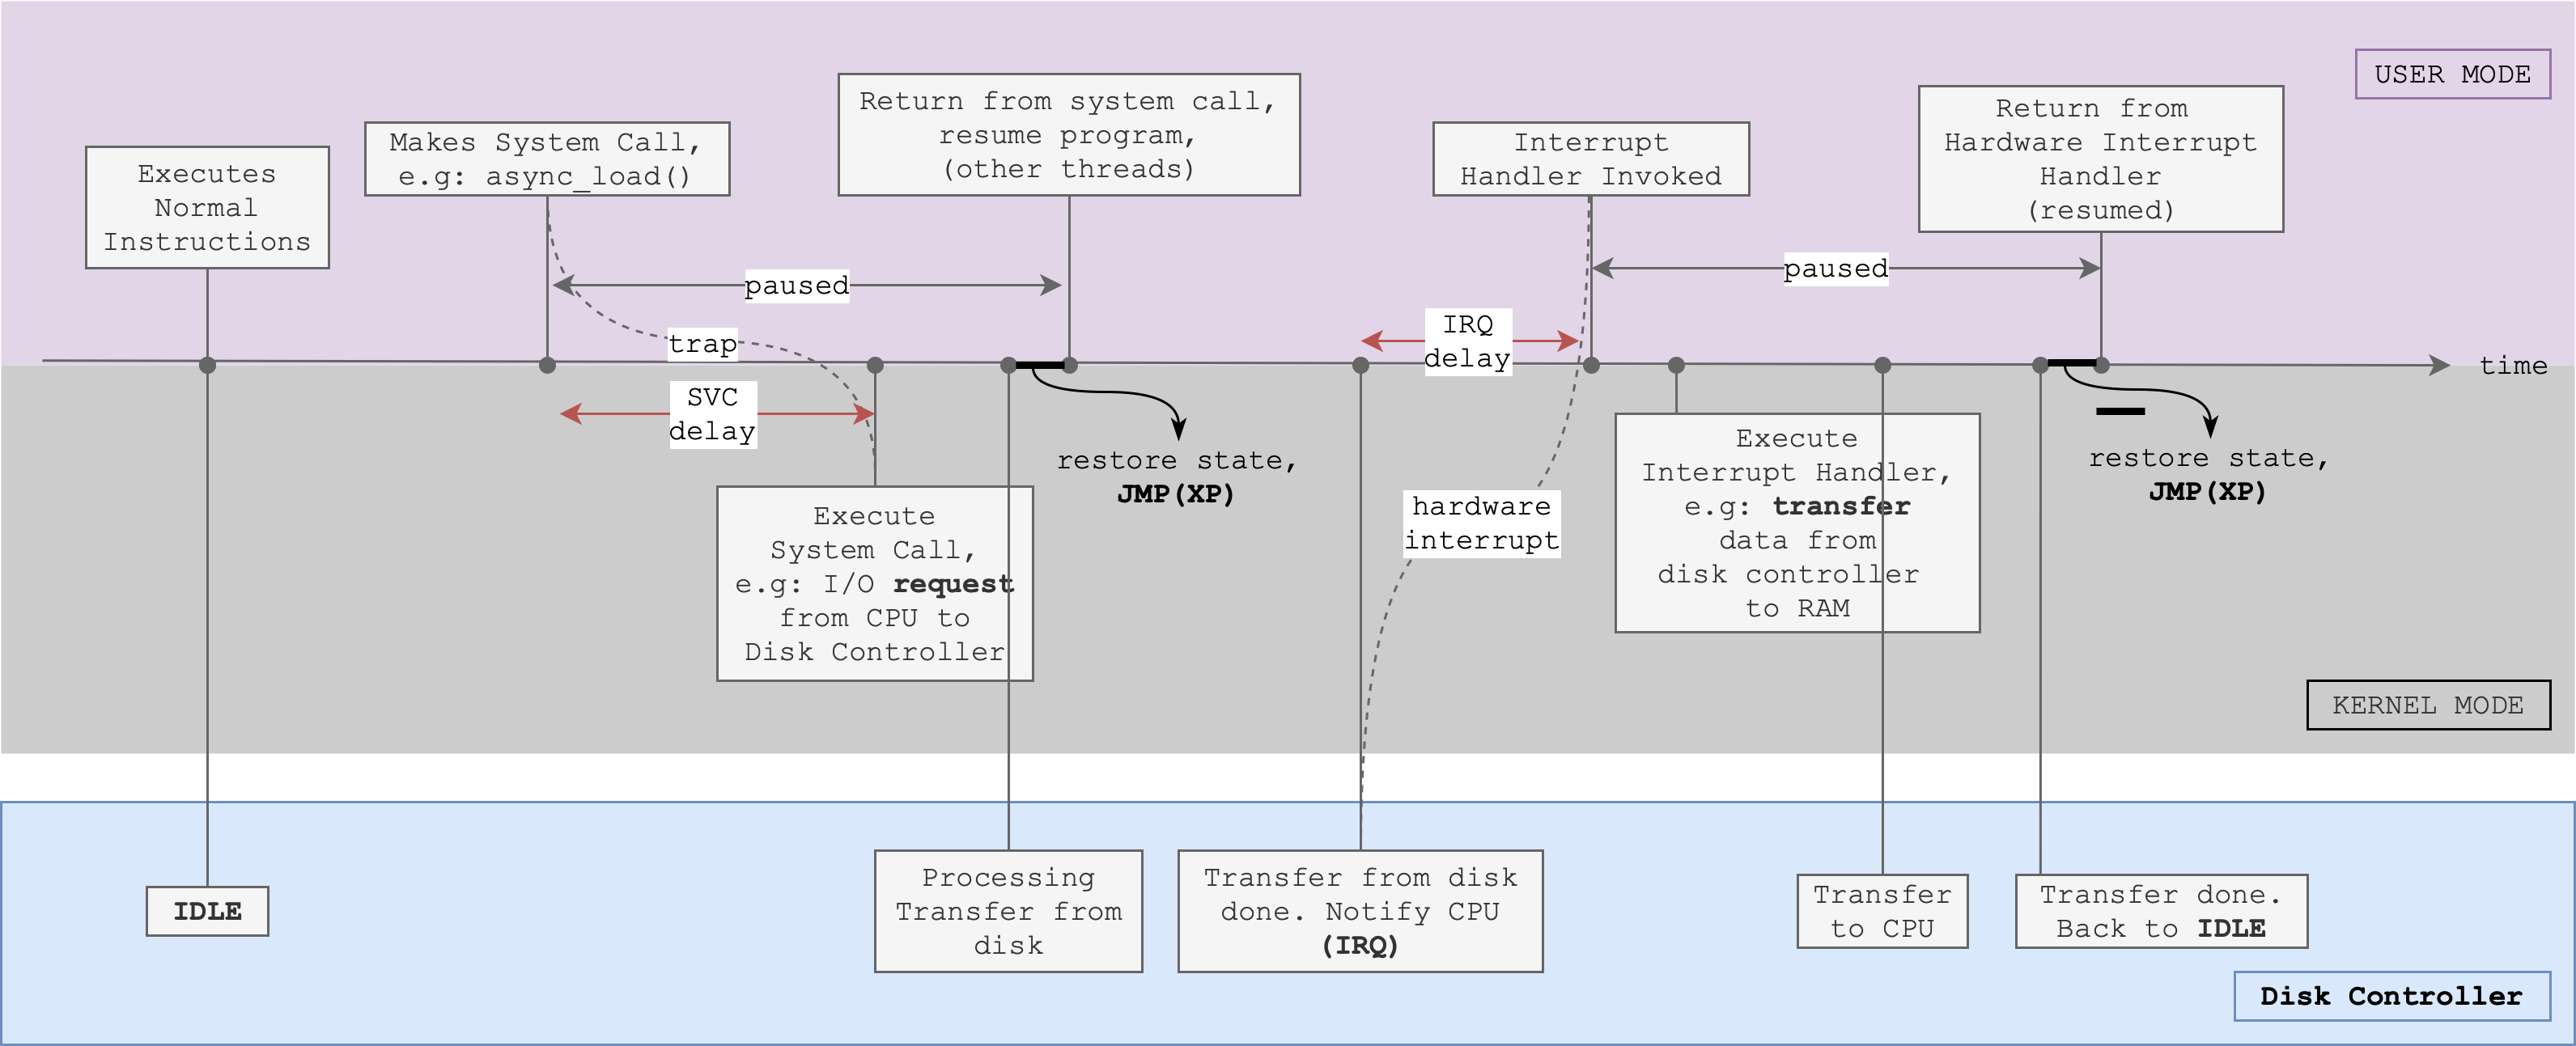 USER MODE
Executes
Normal
Instructions
Makes System Call,
e.g: async_load()
Return from system call,
resume program,
(other threads)
Interrupt
Handler Invoked
Return from
Hardware Interrupt
Handler
(resumed)
paused
paused
trap
IRQ
delay
time
SVC
delay
restore state,
JMP(XP)
hardware
interrupt
Execute
System Call,
e.g: I/O request
from CPU to
Disk Controller
Execute
Interrupt Handler,
e.g: transfer
data from
disk controller
to RAM
restore state,
JMP(XP)
KERNEL MODE
IDLE
Processing
Transfer from
disk
Transfer from disk
done. Notify CPU
(IRQ)
Transfer
to CPU
Transfer done.
Back to IDLE
Disk Controller